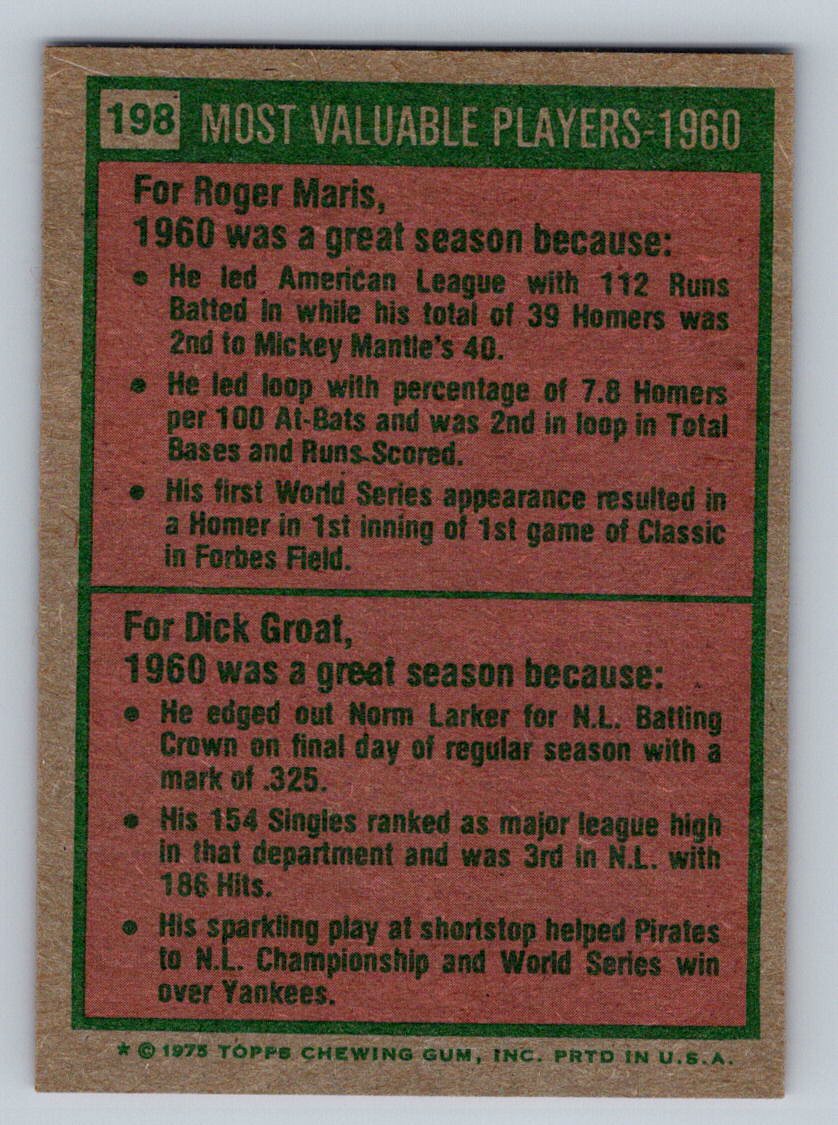 198 MOST VALUABLE PLAYERS-1960
For Roger Maris,
1960 was a great season because:
• He led American League with 112 Runs
Batted In while his total of 39 Homers was
2nd to Mickey Mantle's 40.
• He led loop with percentage of 7.8 Homers
per 100 At-Bats and was 2nd in loop in Total
Bases and Runs-Scored.
• His first World Series appearance resulted in
a Homer in 1st inning of 1st game of Classic
in Forbes Field.
For Dick Groat,
1960 was a great season because:
• He edged out Norm Larker for N.L. Batting
Crown on final day of regular season with a
mark of .325.
• His 154 Singles ranked as major league high
in that department and was 3rd in N.L. with
186 Hits.
• His sparkling play at shortstop helped Pirates
to N.L. Championship and World Series win
over Yankees.
* © 1975 TOPPS CHEWING GUM, INC. PRTD IN U.S.A.